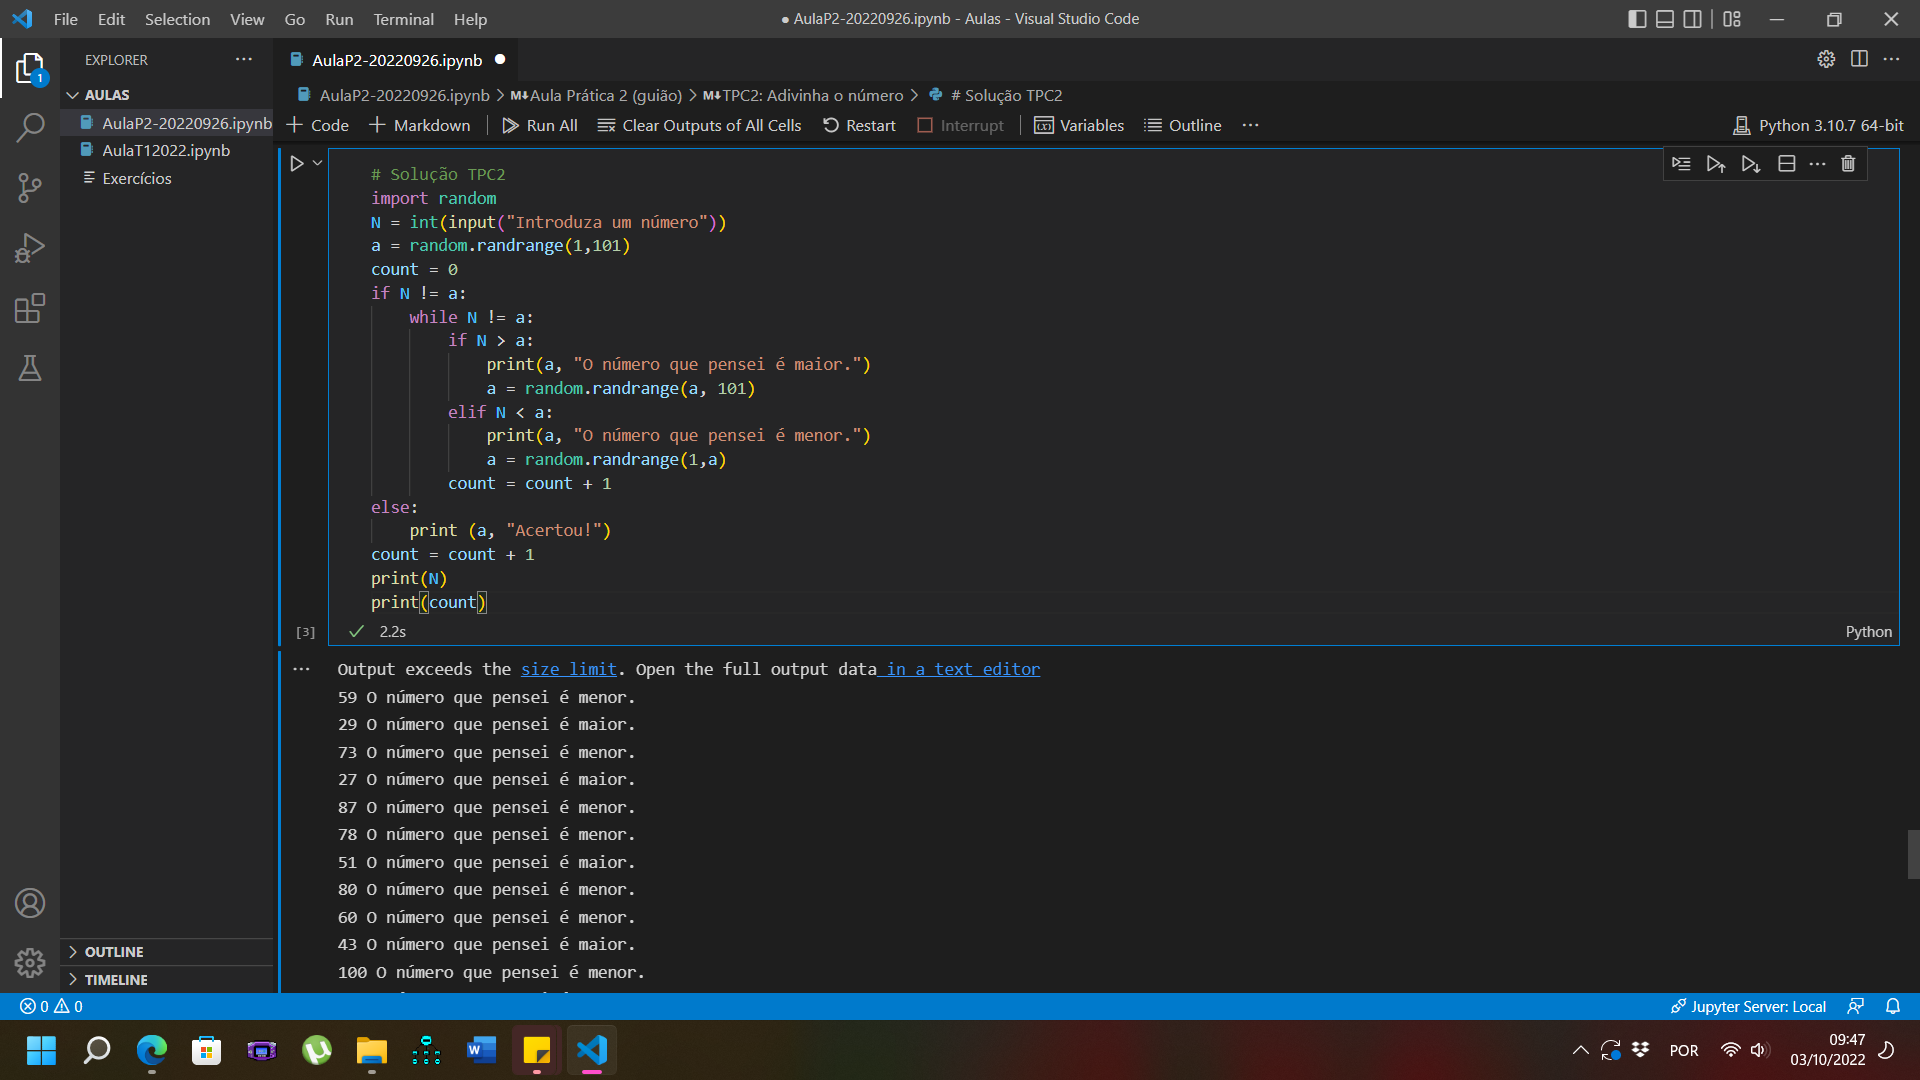 File Edit Selection View Go Run Terminal Help
● AulaP2-20220926.ipynb - Aulas - Visual Studio Code
EXPLORER
AulaP2-20220926.ipynb
1
AULAS
AulaP2-20220926.ipynb > M↓Aula Prática 2 (guião) > M↓TPC2: Adivinha o número > # Solução TPC2
AulaP2-20220926.ipynb
AulaT12022.ipynb
Exercícios
Code Markdown Run All Clear Outputs of All Cells Restart Interrupt Variables Outline
Python 3.10.7 64-bit
# Solução TPC2
import random
N = int(input("Introduza um número"))
a = random.randrange(1,101)
count = 0
if N != a:
    while N != a:
        if N > a:
            print(a, "O número que pensei é maior.")
            a = random.randrange(a, 101)
        elif N < a:
            print(a, "O número que pensei é menor.")
            a = random.randrange(1,a)
        count = count + 1
else:
    print (a, "Acertou!")
count = count + 1
print(N)
print(count)
[3]
2.2s
Python
Output exceeds the size limit. Open the full output data in a text editor
59 O número que pensei é menor.
29 O número que pensei é maior.
73 O número que pensei é menor.
27 O número que pensei é maior.
87 O número que pensei é menor.
78 O número que pensei é menor.
51 O número que pensei é maior.
80 O número que pensei é menor.
60 O número que pensei é menor.
43 O número que pensei é maior.
100 O número que pensei é menor.
OUTLINE
TIMELINE
0 0
Jupyter Server: Local
POR
09:47
03/10/2022